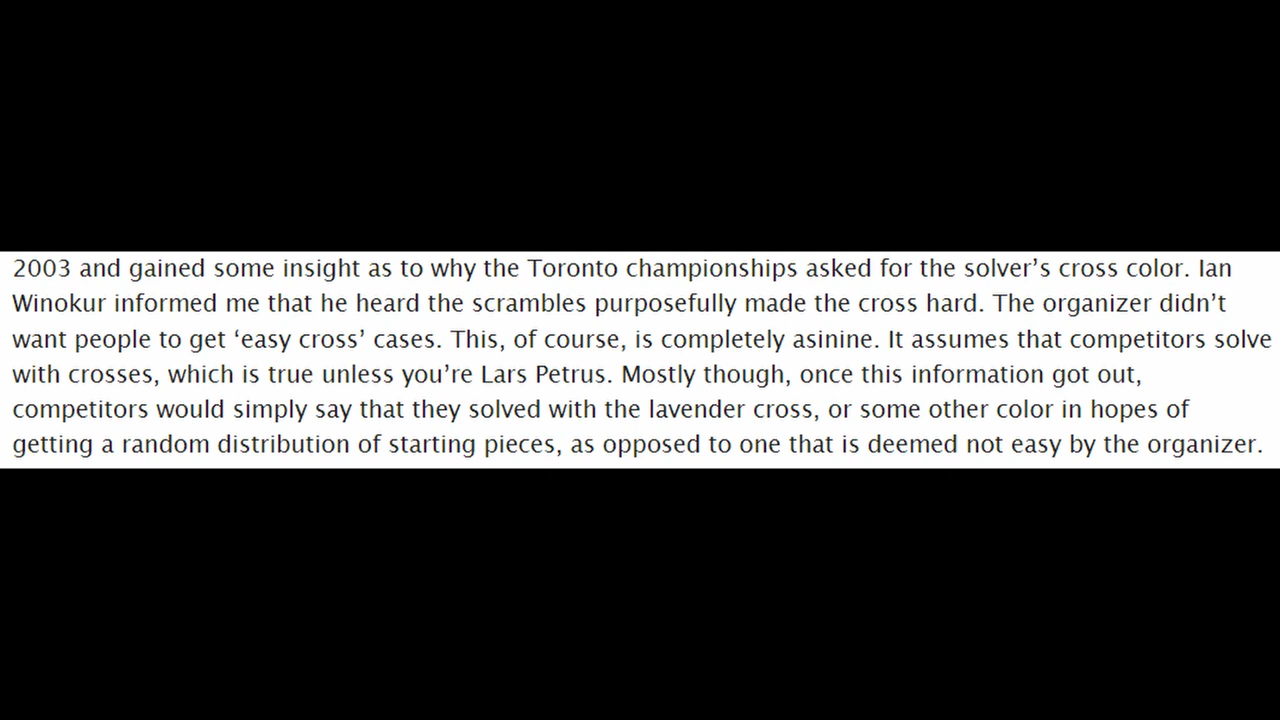 2003 and gained some insight as to why the Toronto championships asked for the solver’s cross color. Ian
Winokur informed me that he heard the scrambles purposefully made the cross hard. The organizer didn’t
want people to get ‘easy cross’ cases. This, of course, is completely asinine. It assumes that competitors solve
with crosses, which is true unless you’re Lars Petrus. Mostly though, once this information got out,
competitors would simply say that they solved with the lavender cross, or some other color in hopes of
getting a random distribution of starting pieces, as opposed to one that is deemed not easy by the organizer.